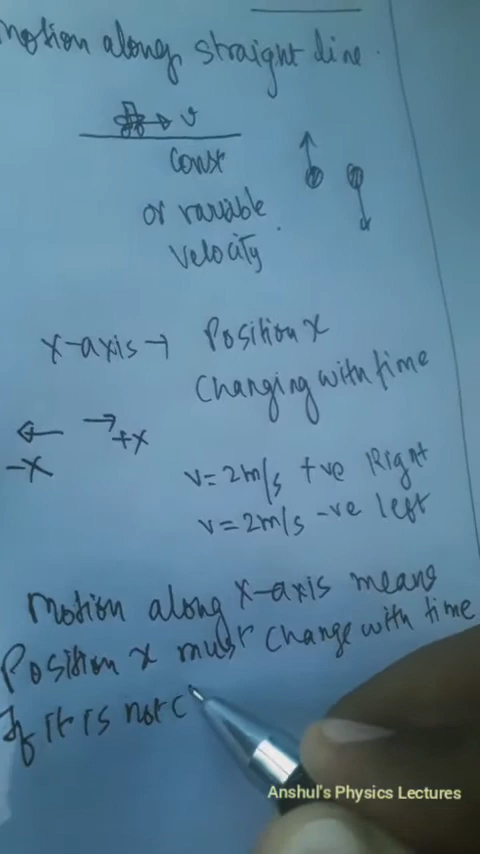 Motion along straight line.
v
Const
or variable
velocity.
x-axis → Position x
Changing with time
← → +x
-x
v=2m/s +ve Right
v=2m/s -ve left
Motion along x-axis means
Position x must change with time
If it is not c
Anshul's Physics Lectures